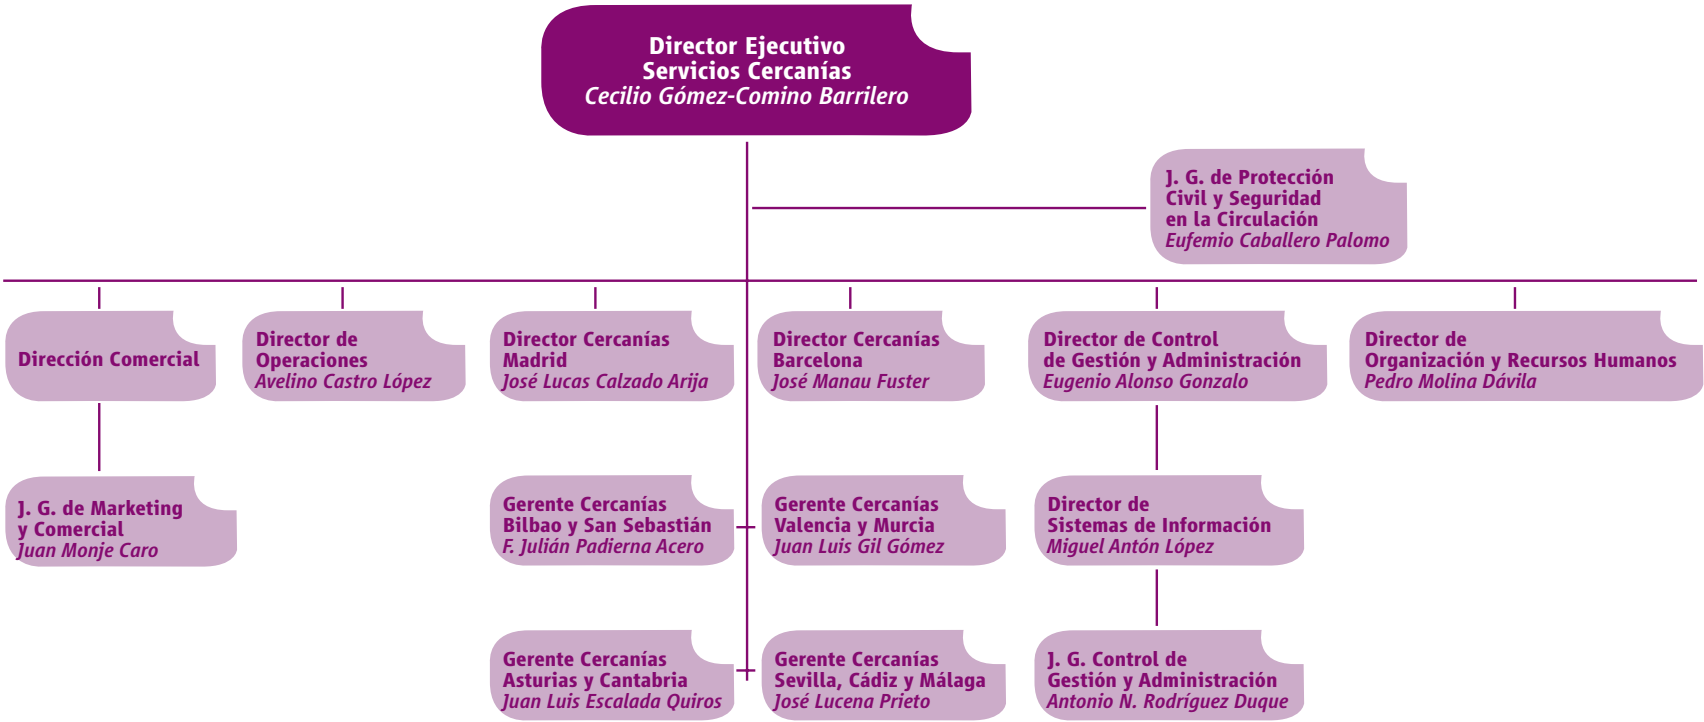 Director Ejecutivo
Servicios Cercanías
Cecilio Gómez-Comino Barrilero
J. G. de Protección
Civil y Seguridad
en la Circulación
Eufemio Caballero Palomo
Dirección Comercial
Director de
Operaciones
Avelino Castro López
Director Cercanías
Madrid
José Lucas Calzado Arija
Director Cercanías
Barcelona
José Manau Fuster
Director de Control
de Gestión y Administración
Eugenio Alonso Gonzalo
Director de
Organización y Recursos Humanos
Pedro Molina Dávila
J. G. de Marketing
y Comercial
Juan Monje Caro
Gerente Cercanías
Bilbao y San Sebastián
F. Julián Padierna Acero
Gerente Cercanías
Valencia y Murcia
Juan Luis Gil Gómez
Director de
Sistemas de Información
Miguel Antón López
Gerente Cercanías
Asturias y Cantabria
Juan Luis Escalada Quiros
Gerente Cercanías
Sevilla, Cádiz y Málaga
José Lucena Prieto
J. G. Control de
Gestión y Administración
Antonio N. Rodríguez Duque